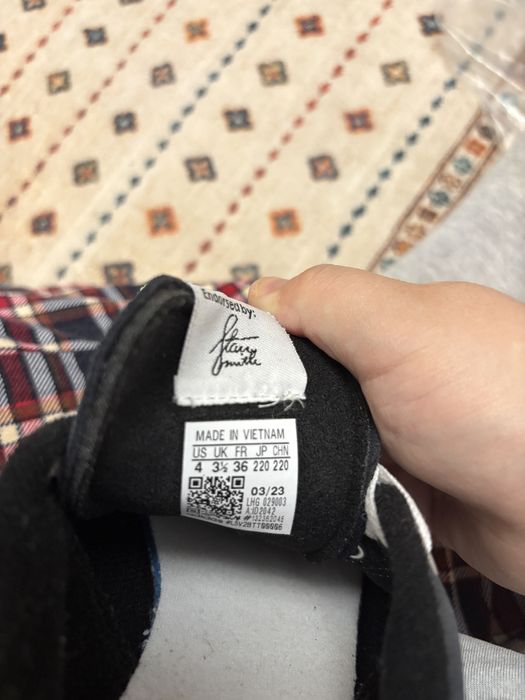 Endorsed by:
Stan
Smith
MADE IN VIETNAM
US UK FR JP CHN
4 3½ 36 220 220
03/23
LHG 029003